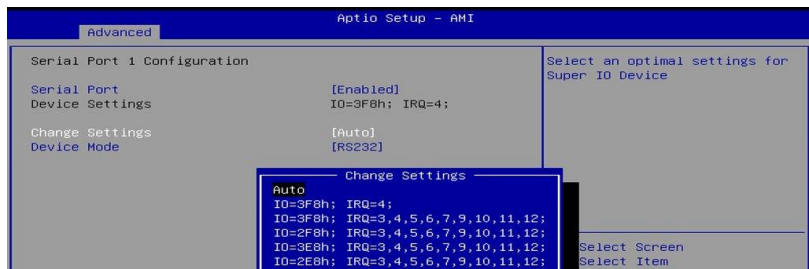 Aptio Setup – AMI
Advanced
Serial Port 1 Configuration
Select an optimal settings for
Super IO Device
Serial Port [Enabled]
Device Settings IO=3F8h; IRQ=4;
Change Settings [Auto]
Device Mode [RS232]
Change Settings
Auto
IO=3F8h; IRQ=4;
IO=3F8h; IRQ=3,4,5,6,7,9,10,11,12;
IO=2F8h; IRQ=3,4,5,6,7,9,10,11,12;
IO=3E8h; IRQ=3,4,5,6,7,9,10,11,12;
IO=2E8h; IRQ=3,4,5,6,7,9,10,11,12;
Select Screen
Select Item